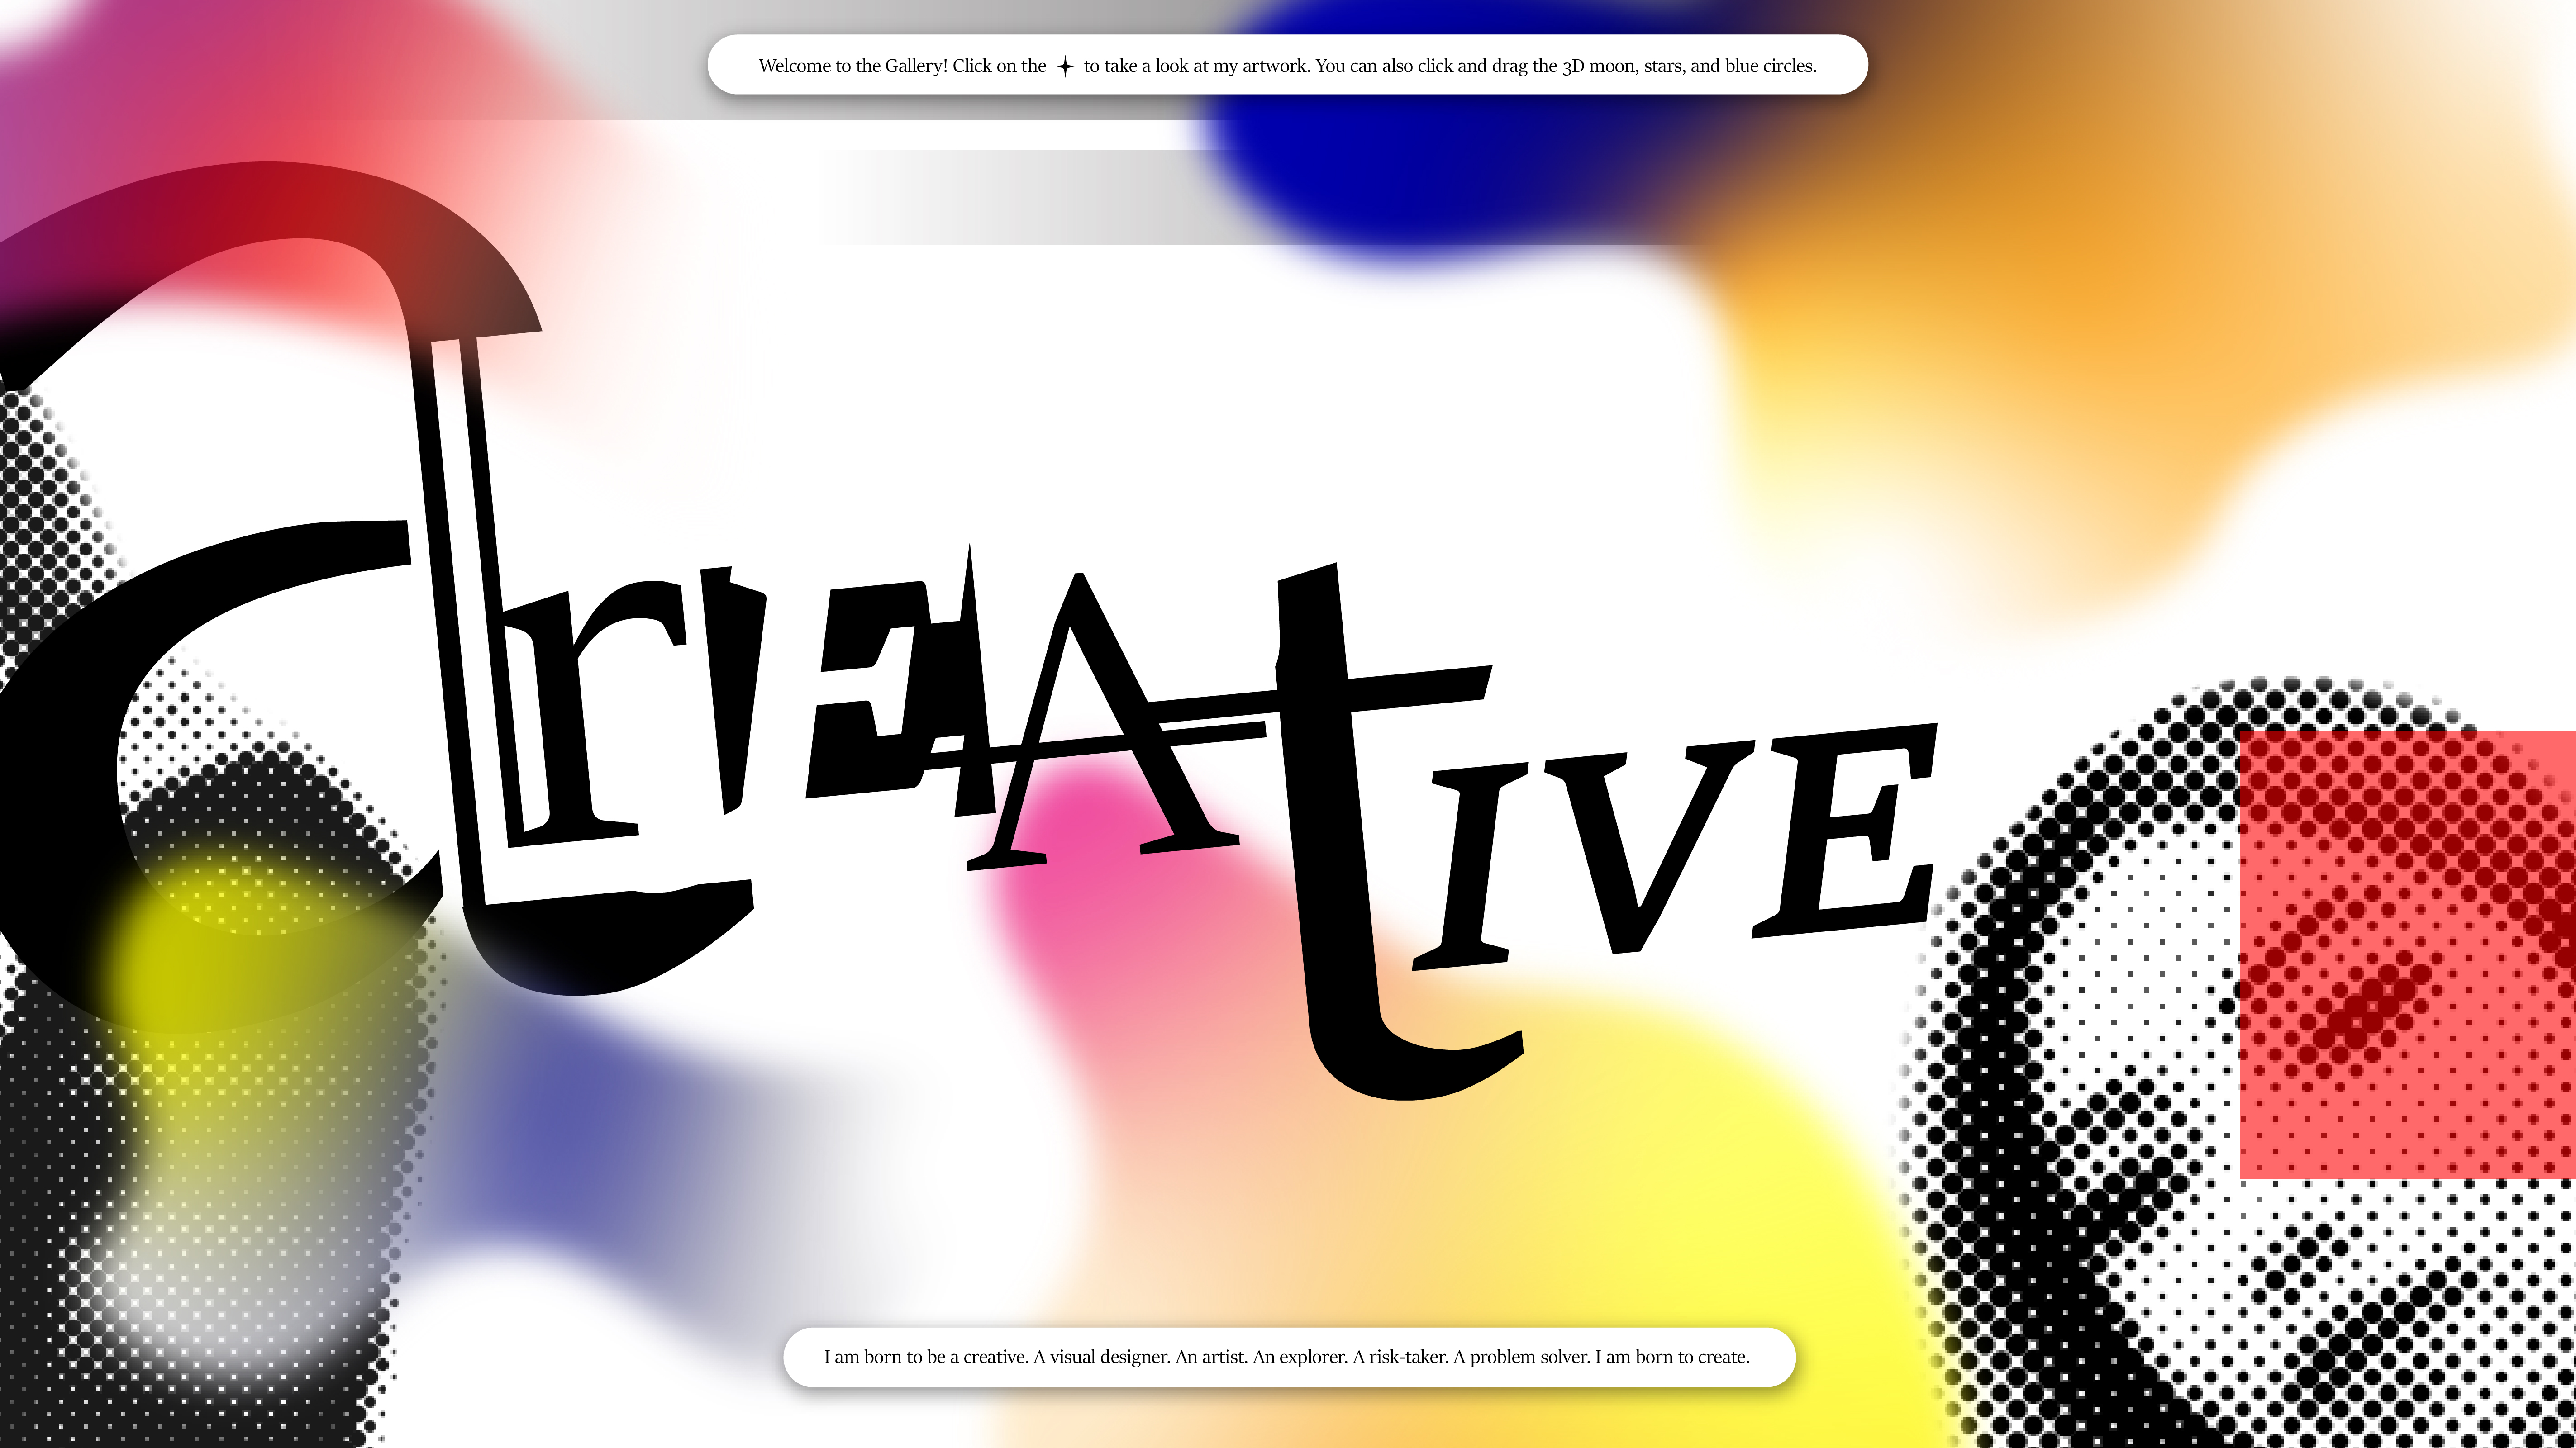 Welcome to the Gallery! Click on the ✦ to take a look at my artwork. You can also click and drag the 3D moon, stars, and blue circles.
CrEAtIVE
I am born to be a creative. A visual designer. An artist. An explorer. A risk-taker. A problem solver. I am born to create.